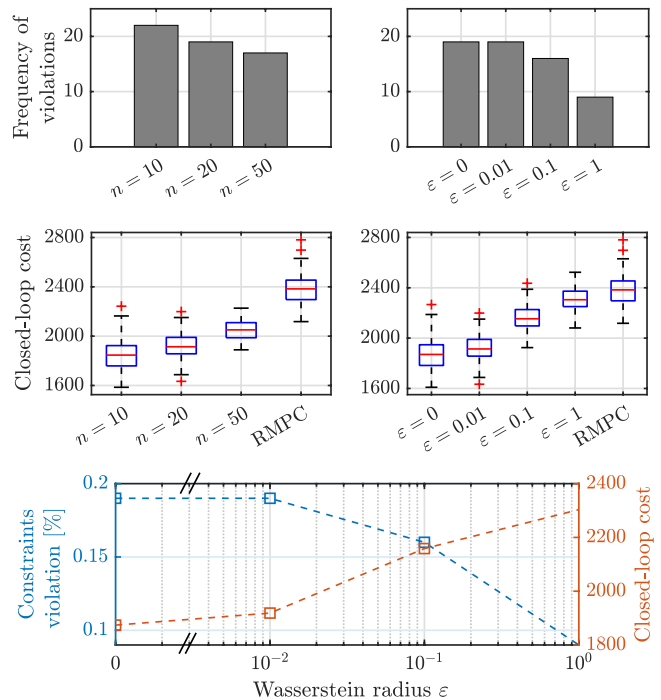 Frequency of
violations
20
10
0
n = 10
n = 20
n = 50
20
10
0
ε = 0
ε = 0.01
ε = 0.1
ε = 1
Closed-loop cost
2800
2400
2000
1600
n = 10
n = 20
n = 50
RMPC
2800
2400
2000
1600
ε = 0
ε = 0.01
ε = 0.1
ε = 1
RMPC
Constraints
violation [%]
0.2
0.15
0.1
2400
2200
2000
1800
Closed-loop cost
0
10⁻²
10⁻¹
10⁰
Wasserstein radius ε